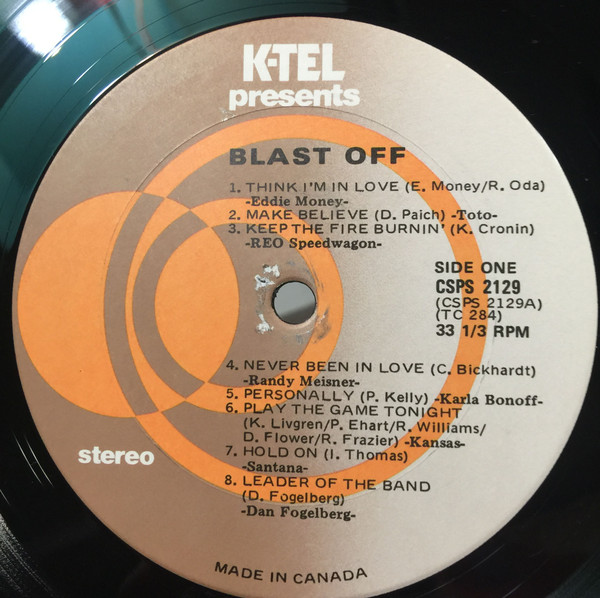 K-TEL
presents
BLAST OFF
1. THINK I'M IN LOVE (E. Money/R. Oda)
-Eddie Money-
2. MAKE BELIEVE (D. Paich) -Toto-
3. KEEP THE FIRE BURNIN' (K. Cronin)
-REO Speedwagon-
SIDE ONE
CSPS 2129
(CSPS 2129A)
(TC 284)
33 1/3 RPM
4. NEVER BEEN IN LOVE (C. Bickhardt)
-Randy Meisner-
5. PERSONALLY (P. Kelly) -Karla Bonoff-
6. PLAY THE GAME TONIGHT
(K. Livgren/P. Ehart/R. Williams/
D. Flower/R. Frazier) -Kansas-
7. HOLD ON (I. Thomas)
-Santana-
8. LEADER OF THE BAND
(D. Fogelberg)
-Dan Fogelberg-
stereo
MADE IN CANADA